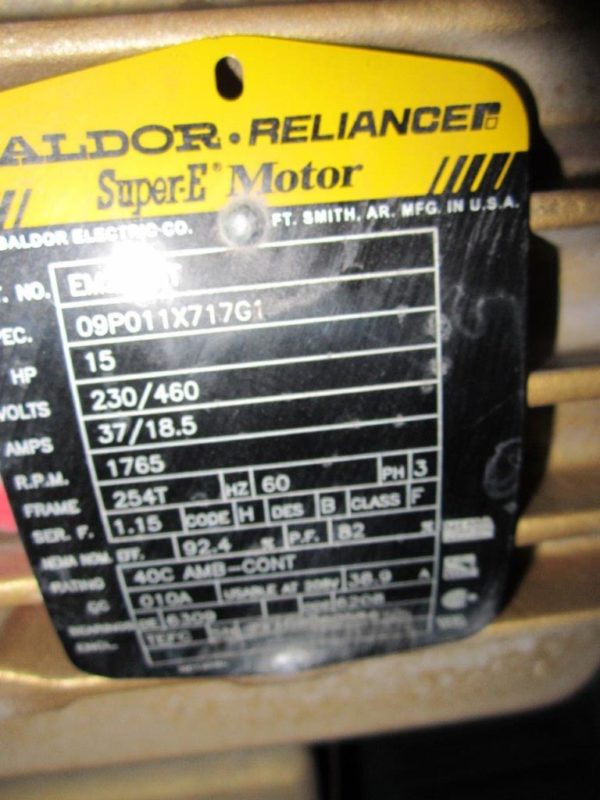 ALDOR · RELIANCE
Super-E® Motor
BALDOR ELECTRIC CO. FT. SMITH, AR. MFG. IN U.S.A.
NO.
EC. 09P011X717G1
HP 15
VOLTS 230/460
AMPS 37/18.5
R.P.M. 1765
FRAME 254T HZ 60 PH 3
SER. F. 1.15 CODE H DES B CLASS F
NEMA NOM. EFF. 92.4 % P.F. 82 %
RATING 40C AMB-CONT
CC 010A USABLE AT 208V 38.9 A
6309 6208
ENCL. TEFC